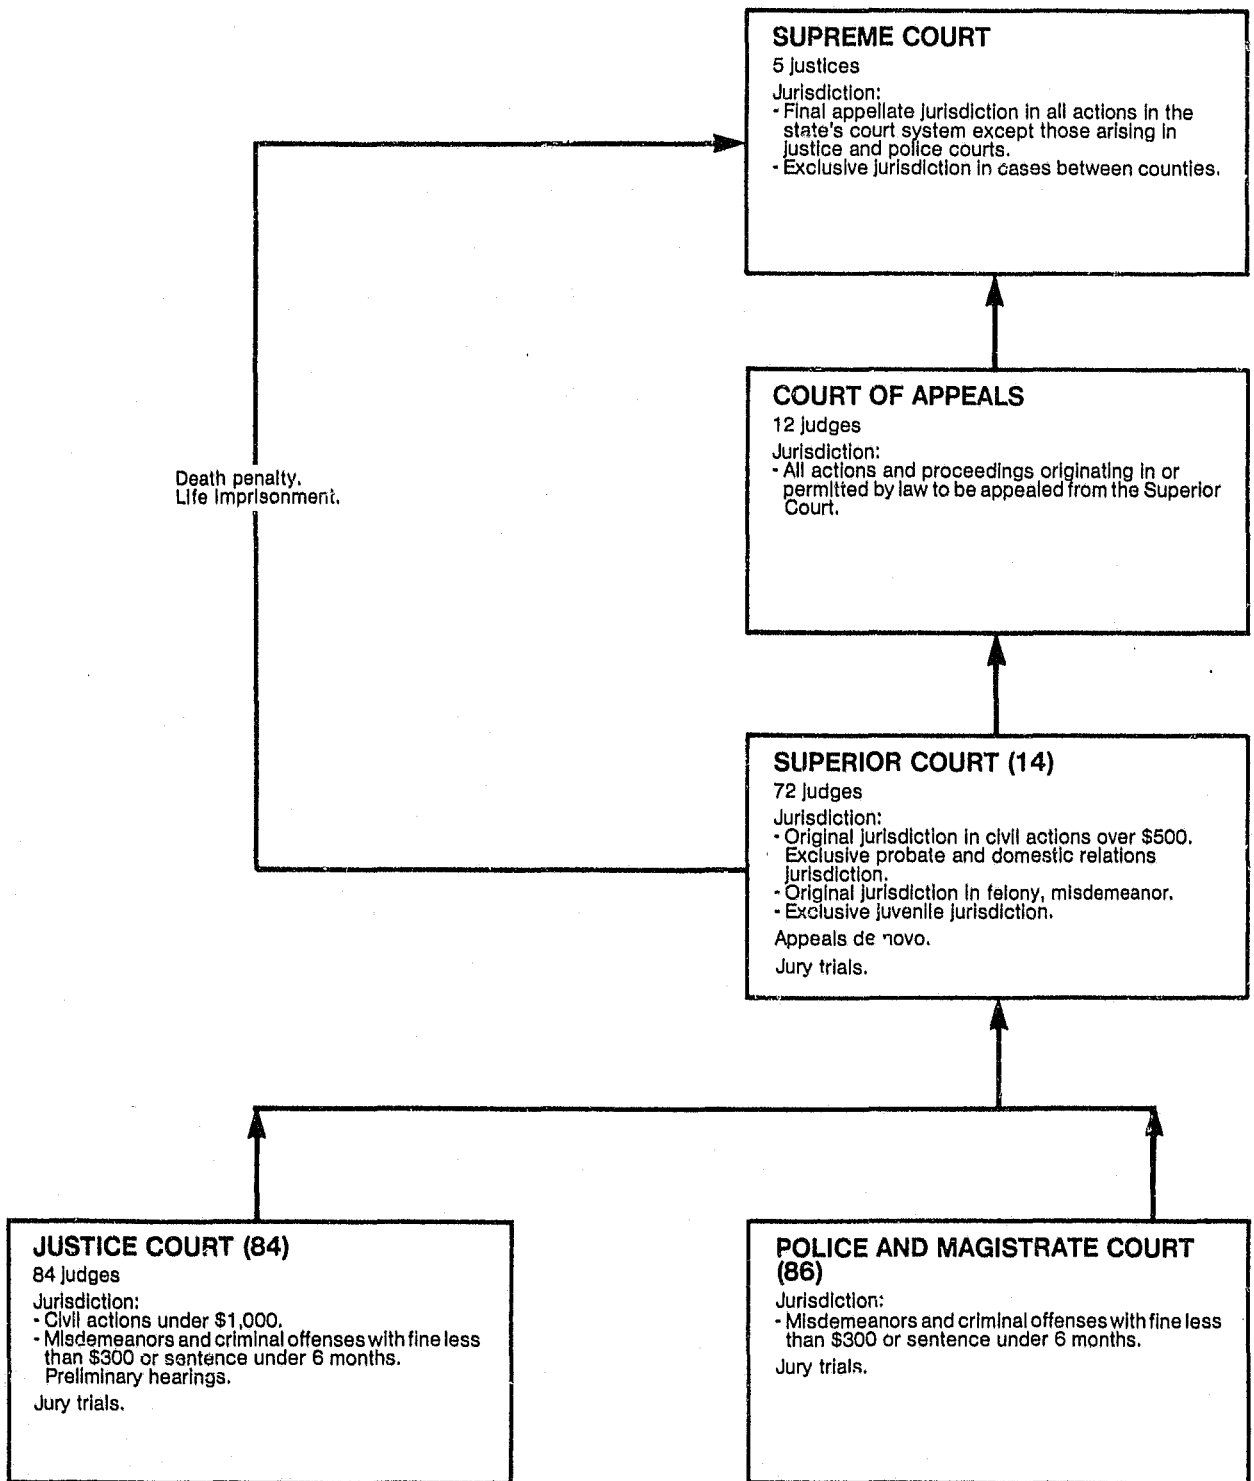 SUPREME COURT
5 justices
Jurisdiction:
- Final appellate jurisdiction in all actions in the
state's court system except those arising in
justice and police courts.
- Exclusive jurisdiction in cases between counties.
Death penalty.
Life imprisonment.
COURT OF APPEALS
12 judges
Jurisdiction:
- All actions and proceedings originating in or
permitted by law to be appealed from the Superior
Court.
SUPERIOR COURT (14)
72 judges
Jurisdiction:
- Original jurisdiction in civil actions over $500.
Exclusive probate and domestic relations
jurisdiction.
- Original jurisdiction in felony, misdemeanor.
- Exclusive juvenile jurisdiction.
Appeals de novo.
Jury trials.
JUSTICE COURT (84)
84 judges
Jurisdiction:
- Civil actions under $1,000.
- Misdemeanors and criminal offenses with fine less
than $300 or sentence under 6 months.
Preliminary hearings.
Jury trials.
POLICE AND MAGISTRATE COURT
(86)
Jurisdiction:
- Misdemeanors and criminal offenses with fine less
than $300 or sentence under 6 months.
Jury trials.